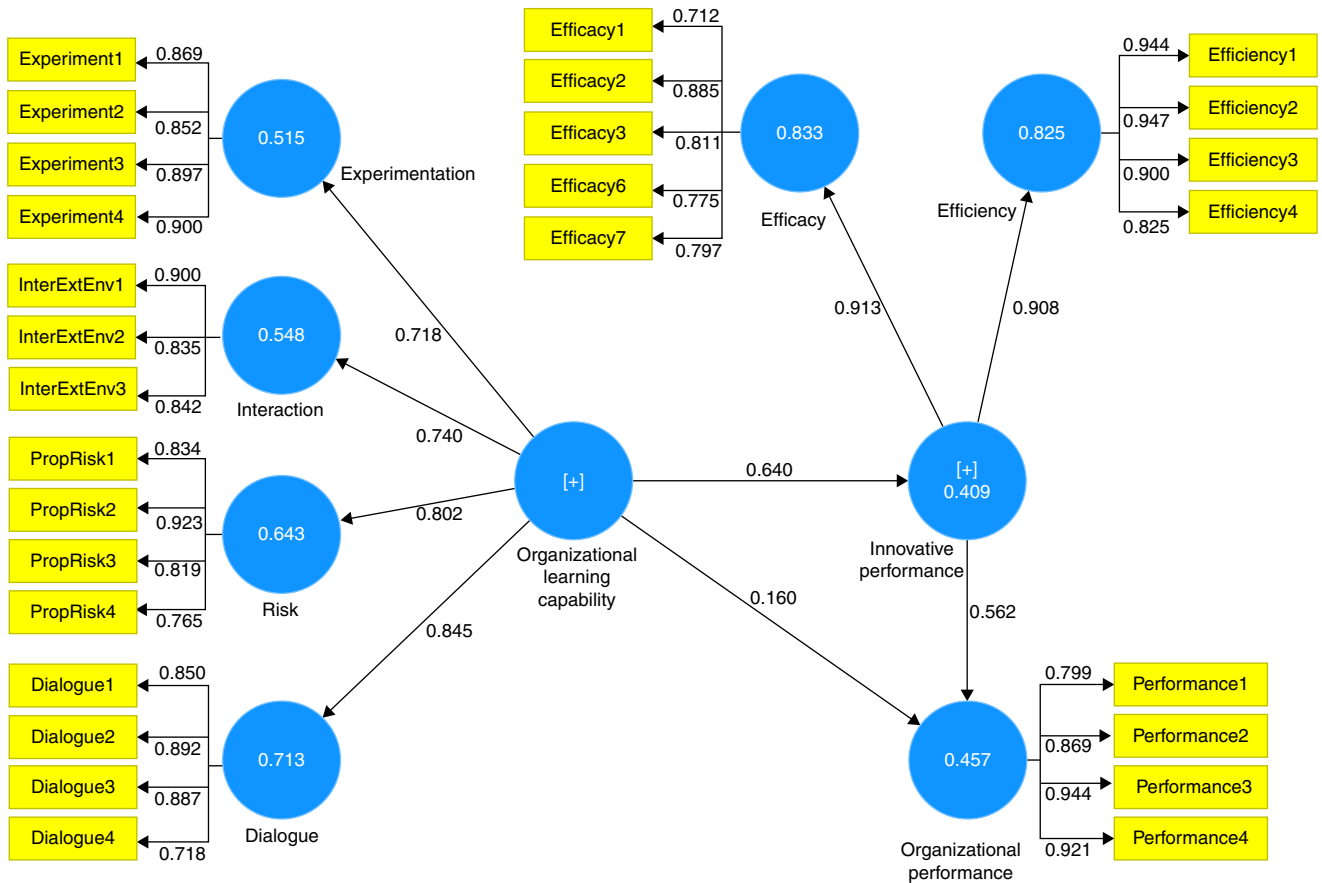 Experiment1
0.869
Experiment2
0.852
Experiment3
0.897
Experiment4
0.900
0.515
Experimentation
InterExtEnv1
0.900
InterExtEnv2
0.835
InterExtEnv3
0.842
0.548
Interaction
PropRisk1
0.834
PropRisk2
0.923
PropRisk3
0.819
PropRisk4
0.765
0.643
Risk
Dialogue1
0.850
Dialogue2
0.892
Dialogue3
0.887
Dialogue4
0.718
0.713
Dialogue
0.718
0.740
0.802
0.845
[+]
Organizational
learning
capability
0.640
0.160
Efficacy1
0.712
Efficacy2
0.885
Efficacy3
0.811
Efficacy6
0.775
Efficacy7
0.797
0.833
Efficacy
0.913
0.825
Efficiency
0.908
0.944
Efficiency1
0.947
Efficiency2
0.900
Efficiency3
0.825
Efficiency4
[+]
0.409
Innovative
performance
0.562
0.457
Organizational
performance
0.799
Performance1
0.869
Performance2
0.944
Performance3
0.921
Performance4